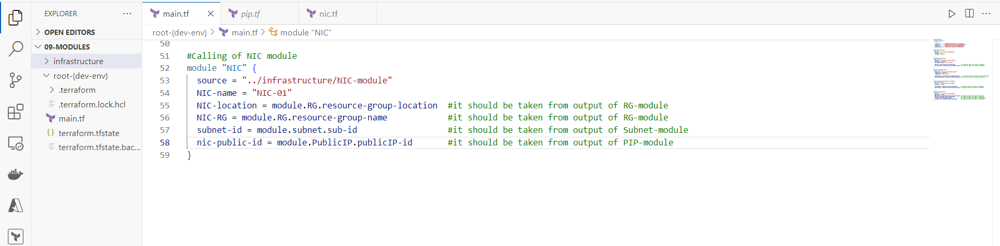 EXPLORER ...
OPEN EDITORS
09-MODULES
infrastructure
root-(dev-env)
.terraform
.terraform.lock.hcl
main.tf
terraform.tfstate
terraform.tfstate.bac...
main.tf
pip.tf
nic.tf
root-(dev-env) > main.tf > module "NIC"
50
51 #Calling of NIC module
52 module "NIC" {
53 source = "../infrastructure/NIC-module"
54 NIC-name = "NIC-01"
55 NIC-location = module.RG.resource-group-location #it should be taken from output of RG-module
56 NIC-RG = module.RG.resource-group-name #it should be taken from output of RG-module
57 subnet-id = module.subnet.sub-id #it should be taken from output of Subnet-module
58 nic-public-id = module.PublicIP.publicIP-id #it should be taken from output of PIP-module
59 }